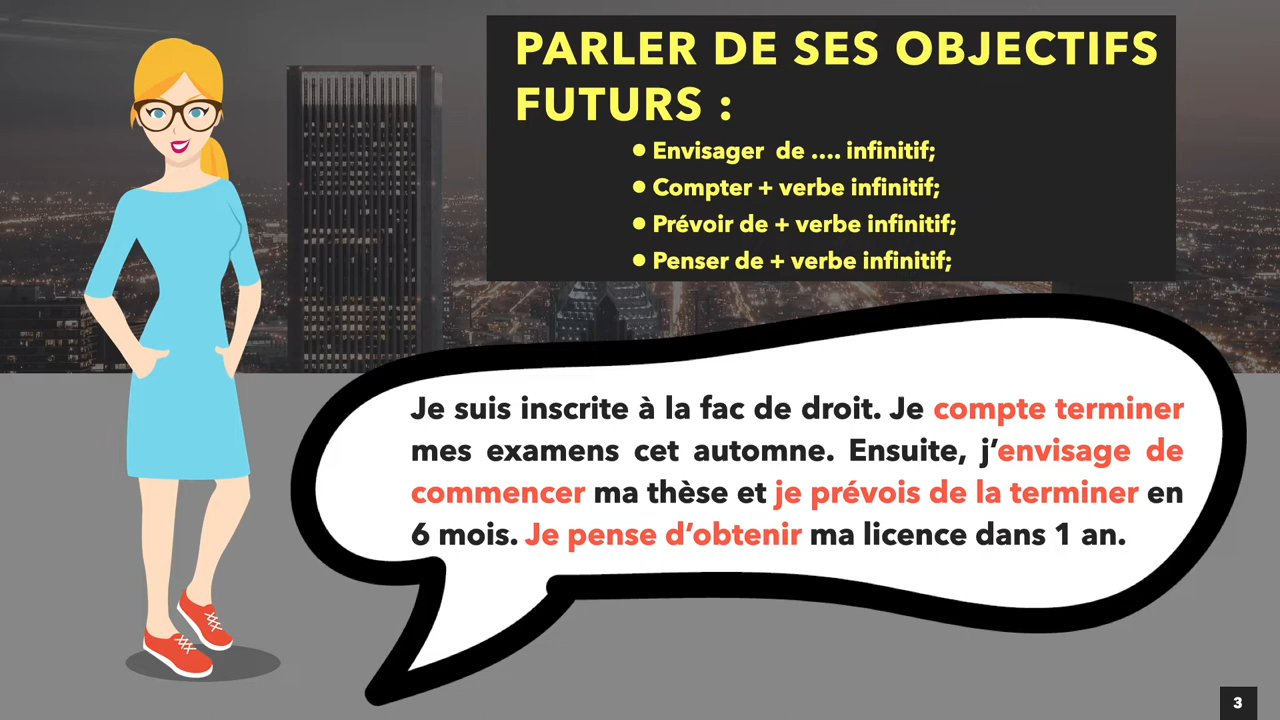 PARLER DE SES OBJECTIFS
FUTURS :
• Envisager de .... infinitif;
• Compter + verbe infinitif;
• Prévoir de + verbe infinitif;
• Penser de + verbe infinitif;
Je suis inscrite à la fac de droit. Je compte terminer
mes examens cet automne. Ensuite, j’envisage de
commencer ma thèse et je prévois de la terminer en
6 mois. Je pense d’obtenir ma licence dans 1 an.
3